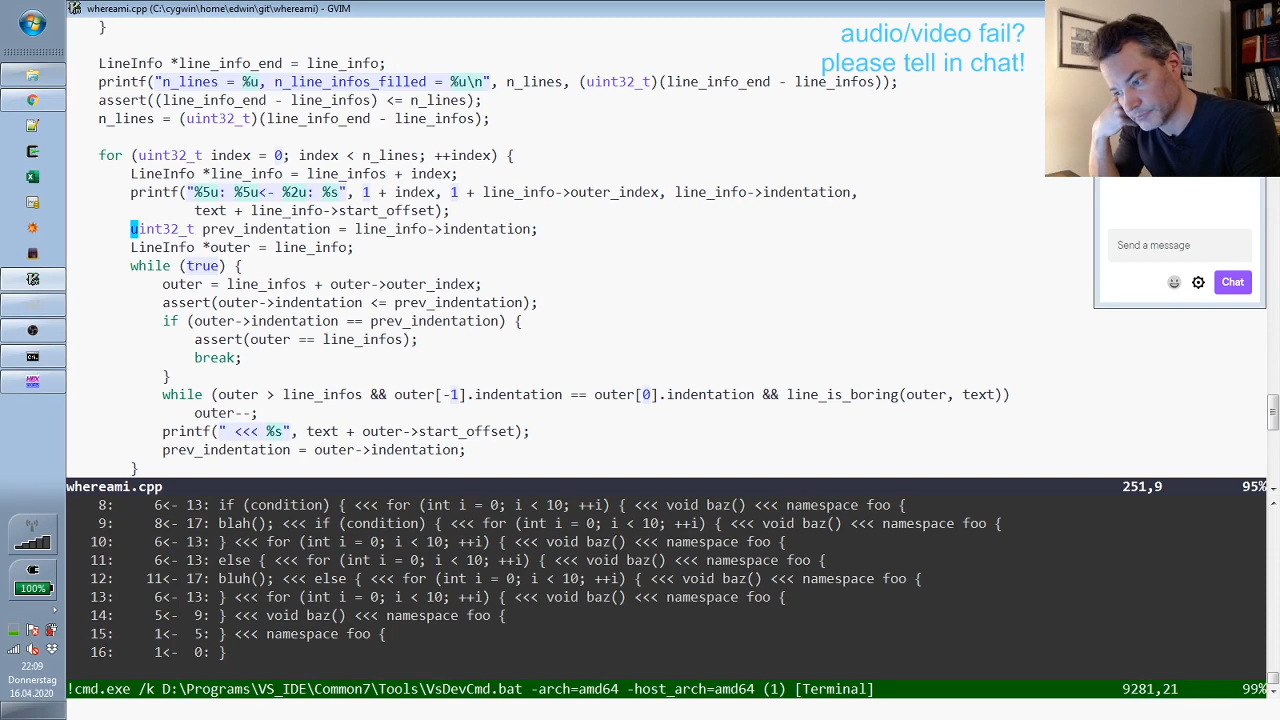 whereami.cpp (C:\cygwin\home\edwin\git\whereami) - GVIM
}
audio/video fail?
please tell in chat!
LineInfo *line_info_end = line_info;
printf("n_lines = %u, n_line_infos_filled = %u\n", n_lines, (uint32_t)(line_info_end - line_infos));
assert((line_info_end - line_infos) <= n_lines);
n_lines = (uint32_t)(line_info_end - line_infos);
for (uint32_t index = 0; index < n_lines; ++index) {
LineInfo *line_info = line_infos + index;
printf("%5u: %5u<- %2u: %s", 1 + index, 1 + line_info->outer_index, line_info->indentation,
text + line_info->start_offset);
uint32_t prev_indentation = line_info->indentation;
LineInfo *outer = line_info;
while (true) {
outer = line_infos + outer->outer_index;
assert(outer->indentation <= prev_indentation);
if (outer->indentation == prev_indentation) {
assert(outer == line_infos);
break;
}
while (outer > line_infos && outer[-1].indentation == outer[0].indentation && line_is_boring(outer, text))
outer--;
printf(" <<< %s", text + outer->start_offset);
prev_indentation = outer->indentation;
}
Send a message
Chat
whereami.cpp 251,9 95%
8: 6<- 13: if (condition) { <<< for (int i = 0; i < 10; ++i) { <<< void baz() <<< namespace foo {
9: 8<- 17: blah(); <<< if (condition) { <<< for (int i = 0; i < 10; ++i) { <<< void baz() <<< namespace foo {
10: 6<- 13: } <<< for (int i = 0; i < 10; ++i) { <<< void baz() <<< namespace foo {
11: 6<- 13: else { <<< for (int i = 0; i < 10; ++i) { <<< void baz() <<< namespace foo {
12: 11<- 17: bluh(); <<< else { <<< for (int i = 0; i < 10; ++i) { <<< void baz() <<< namespace foo {
13: 6<- 13: } <<< for (int i = 0; i < 10; ++i) { <<< void baz() <<< namespace foo {
14: 5<- 9: } <<< void baz() <<< namespace foo {
15: 1<- 5: } <<< namespace foo {
16: 1<- 0: }
!cmd.exe /k D:\Programs\VS_IDE\Common7\Tools\VsDevCmd.bat -arch=amd64 -host_arch=amd64 (1) [Terminal] 9281,21 99%
HEX
100%
22:09
Donnerstag
16.04.2020